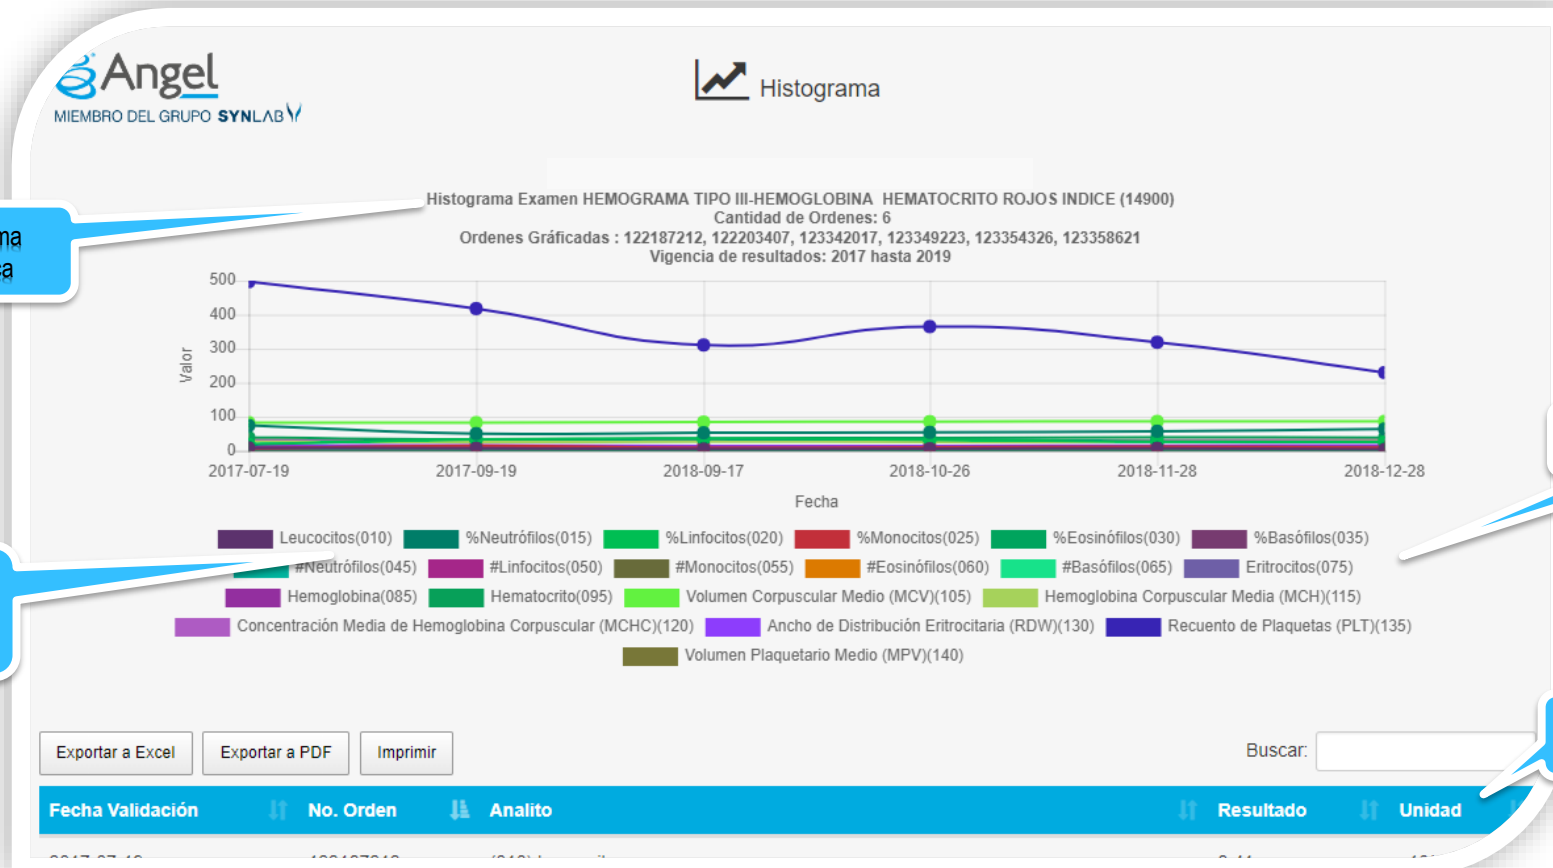 Angel
MIEMBRO DEL GRUPO SYNLAB
Histograma
Histograma Examen HEMOGRAMA TIPO III-HEMOGLOBINA HEMATOCRITO ROJOS INDICE (14900)
Cantidad de Ordenes: 6
Ordenes Gráficadas : 122187212, 122203407, 123342017, 123349223, 123354326, 123358621
Vigencia de resultados: 2017 hasta 2019
500
400
300
200
100
0
Valor
2017-07-19 2017-09-19 2018-09-17 2018-10-26 2018-11-28 2018-12-28
Fecha
Leucocitos(010) %Neutrófilos(015) %Linfocitos(020) %Monocitos(025) %Eosinófilos(030) %Basófilos(035)
#Neutrófilos(045) #Linfocitos(050) #Monocitos(055) #Eosinófilos(060) #Basófilos(065) Eritrocitos(075)
Hemoglobina(085) Hematocrito(095) Volumen Corpuscular Medio (MCV)(105) Hemoglobina Corpuscular Media (MCH)(115)
Concentración Media de Hemoglobina Corpuscular (MCHC)(120) Ancho de Distribución Eritrocitaria (RDW)(130) Recuento de Plaquetas (PLT)(135)
Volumen Plaquetario Medio (MPV)(140)
Exportar a Excel Exportar a PDF Imprimir Buscar:
Fecha Validación No. Orden Analito Resultado Unidad